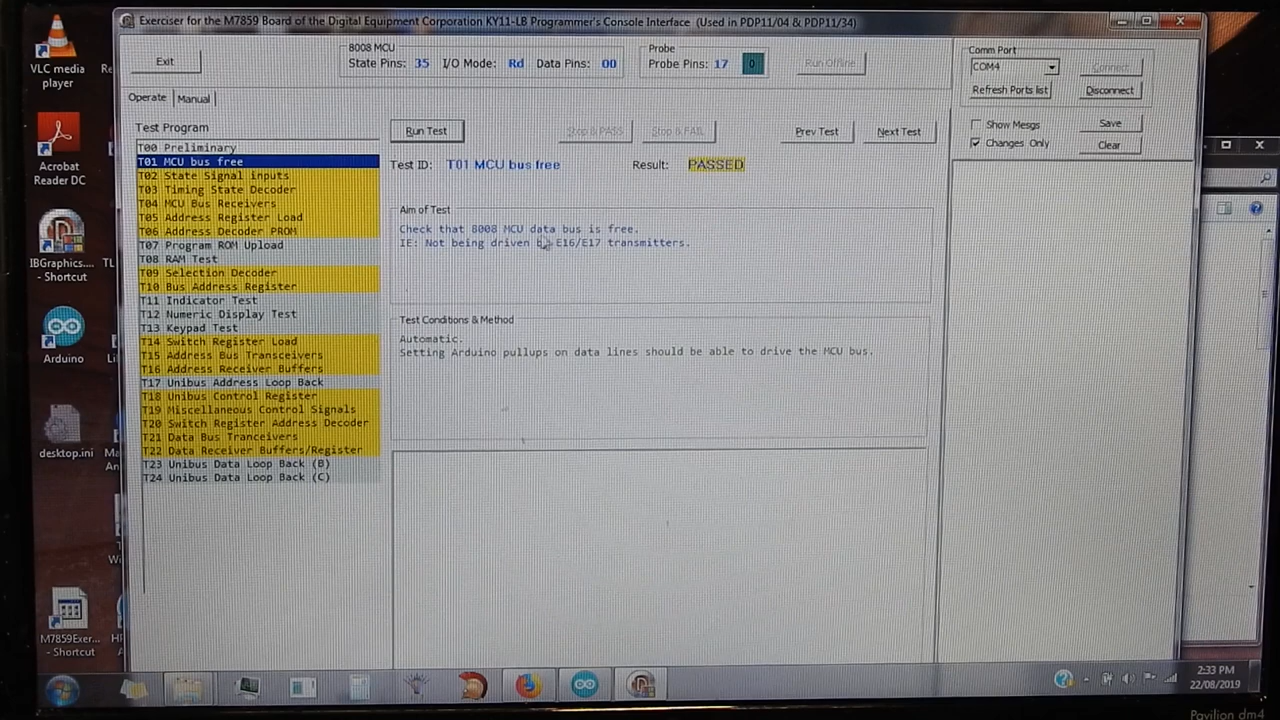 Exerciser for the M7859 Board of the Digital Equipment Corporation KY11-LB Programmer's Console Interface (Used in PDP11/04 & PDP11/34)
VLC media
player
Acrobat
Reader DC
IBGraphics....
- Shortcut
Arduino
desktop.ini
M7859Exer...
- Shortcut
Exit
8008 MCU
State Pins: 35 I/O Mode: Rd Data Pins: 00
Probe
Probe Pins: 17 0
Run Offline
Comm Port
COM4
Connect
Refresh Ports list
Disconnect
Show Mesgs
Save
Changes Only
Clear
Operate
Manual
Test Program
T00 Preliminary
T01 MCU bus free
T02 State Signal inputs
T03 Timing State Decoder
T04 MCU Bus Receivers
T05 Address Register Load
T06 Address Decoder PROM
T07 Program ROM Upload
T08 RAM Test
T09 Selection Decoder
T10 Bus Address Register
T11 Indicator Test
T12 Numeric Display Test
T13 Keypad Test
T14 Switch Register Load
T15 Address Bus Transceivers
T16 Address Receiver Buffers
T17 Unibus Address Loop Back
T18 Unibus Control Register
T19 Miscellaneous Control Signals
T20 Switch Register Address Decoder
T21 Data Bus Tranceivers
T22 Data Receiver Buffers/Register
T23 Unibus Data Loop Back (B)
T24 Unibus Data Loop Back (C)
Run Test
Stop & PASS
Stop & FAIL
Prev Test
Next Test
Test ID: T01 MCU bus free Result: PASSED
Aim of Test
Check that 8008 MCU data bus is free.
IE: Not being driven E16/E17 transmitters.
Test Conditions & Method
Automatic.
Setting Arduino pullups on data lines should be able to drive the MCU bus.
2:33 PM
22/08/2019
Pavilion dm4